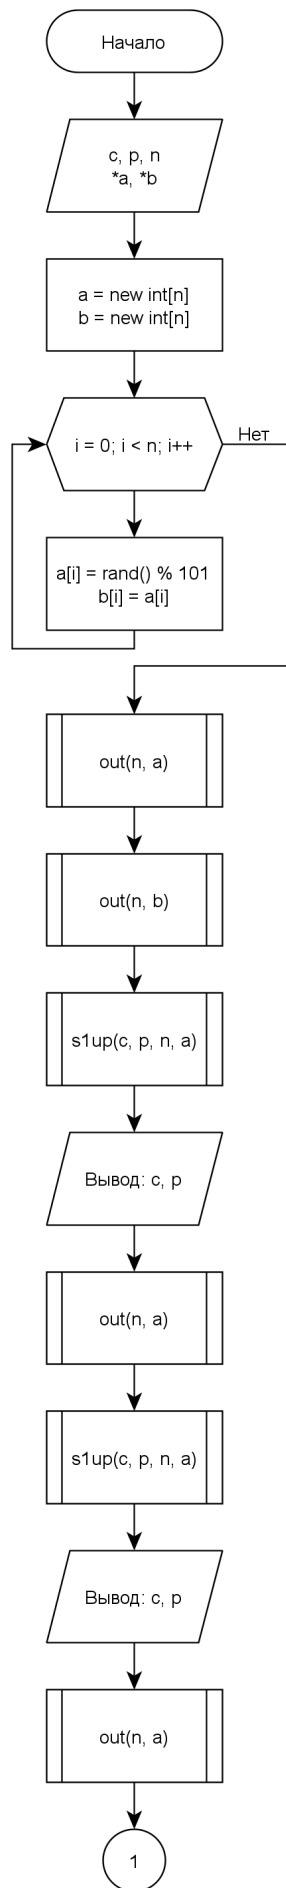 Начало
c, p, n
*a, *b
a = new int[n]
b = new int[n]
i = 0; i < n; i++
Нет
a[i] = rand() % 101
b[i] = a[i]
out(n, a)
out(n, b)
s1up(c, p, n, a)
Вывод: c, p
out(n, a)
s1up(c, p, n, a)
Вывод: c, p
out(n, a)
1